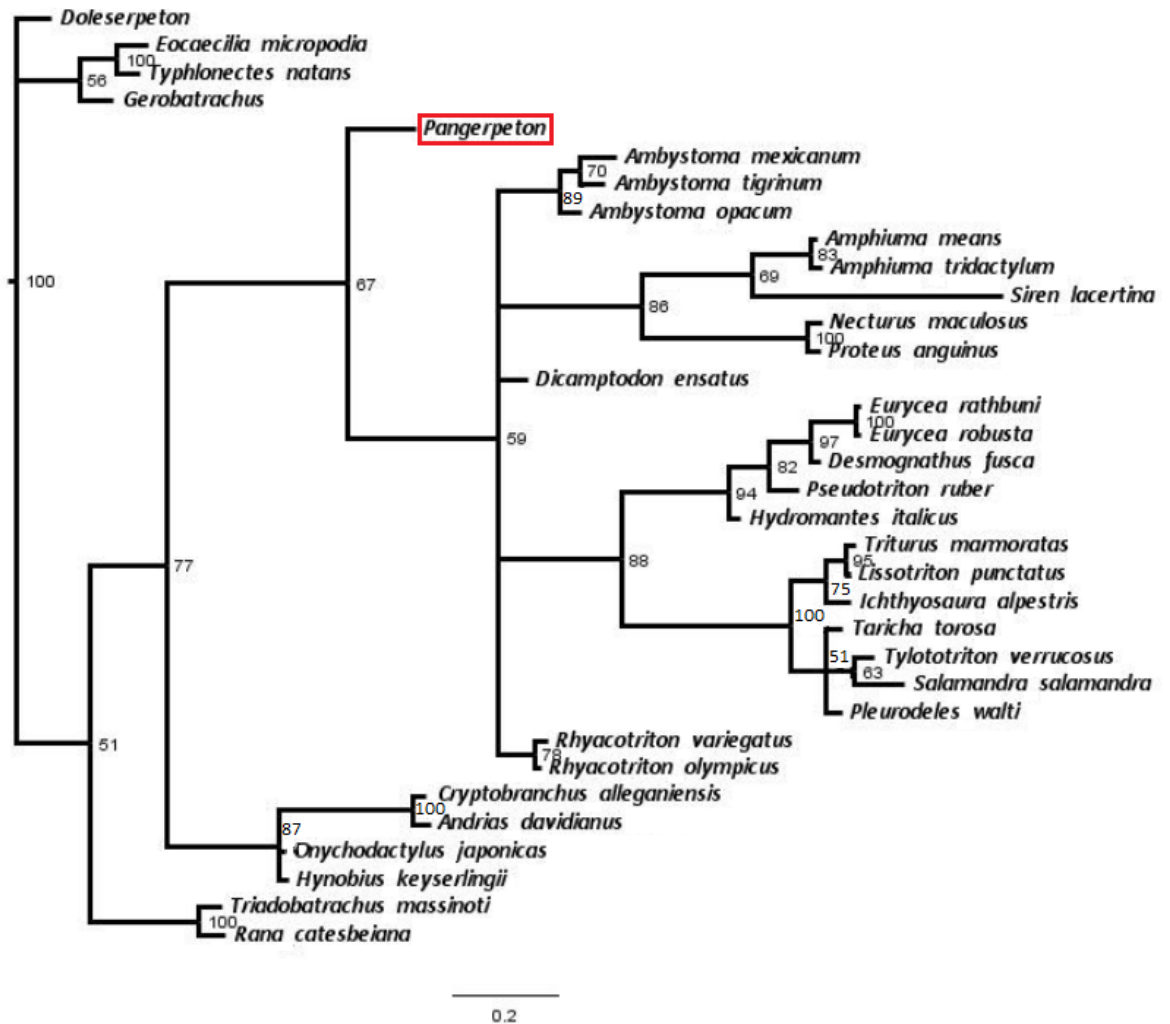 Doleserpeton
Eocaecilia micropodia
100
Typhlonectes natans
56
Gerobatrachus
Pangerpeton
Ambystoma mexicanum
70
Ambystoma tigrinum
89
Ambystoma opacum
Amphiuma means
83
Amphiuma tridactylum
69
100
67
Siren lacertina
86
Necturus maculosus
100
Proteus anguinus
Dicamptodon ensatus
Eurycea rathbuni
100
Eurycea robusta
59
97
Desmognathus fusca
82
Pseudotriton ruber
94
Hydromantes italicus
Triturus marmoratas
95
Lissotriton punctatus
77
88
75
Ichthyosaura alpestris
100
Taricha torosa
51
Tylototriton verrucosus
63
Salamandra salamandra
Pleurodeles walti
51
Rhyacotriton variegatus
78
Rhyacotriton olympicus
Cryptobranchus alleganiensis
100
Andrias davidianus
87
Onychodactylus japonicas
Hynobius keyserlingii
Triadobatrachus massinoti
100
Rana catesbeiana
0.2